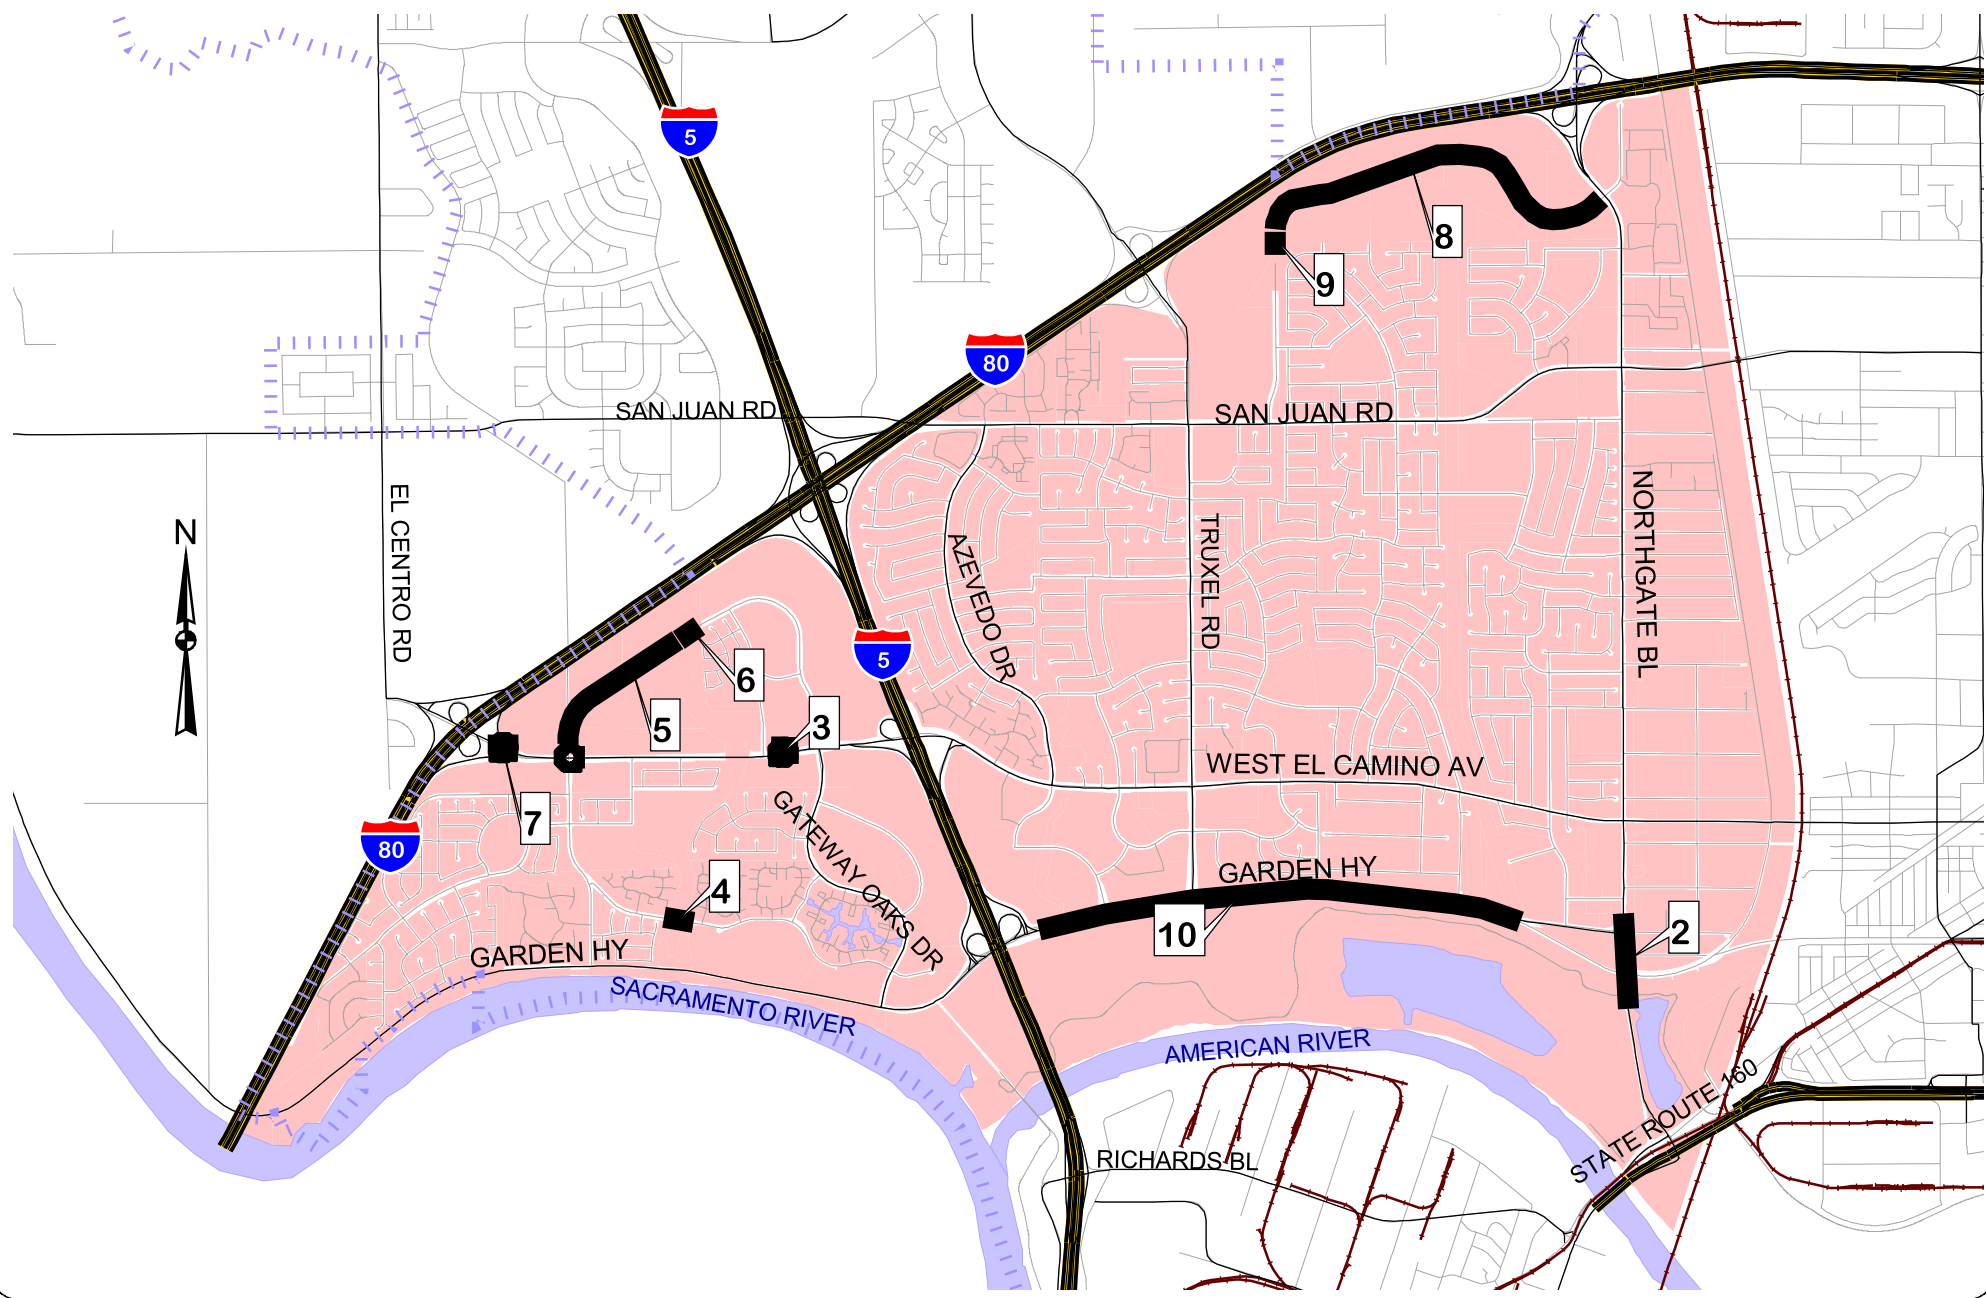 5
8
9
80
SAN JUAN RD
SAN JUAN RD
EL CENTRO RD
NORTHGATE BL
N
TRUXEL RD
AZEVEDO DR
5
6
3
5
WEST EL CAMINO AV
7
80
GATEWAY OAKS DR
GARDEN HY
4
10
2
GARDEN HY
SACRAMENTO RIVER
AMERICAN RIVER
STATE ROUTE 160
RICHARDS BL